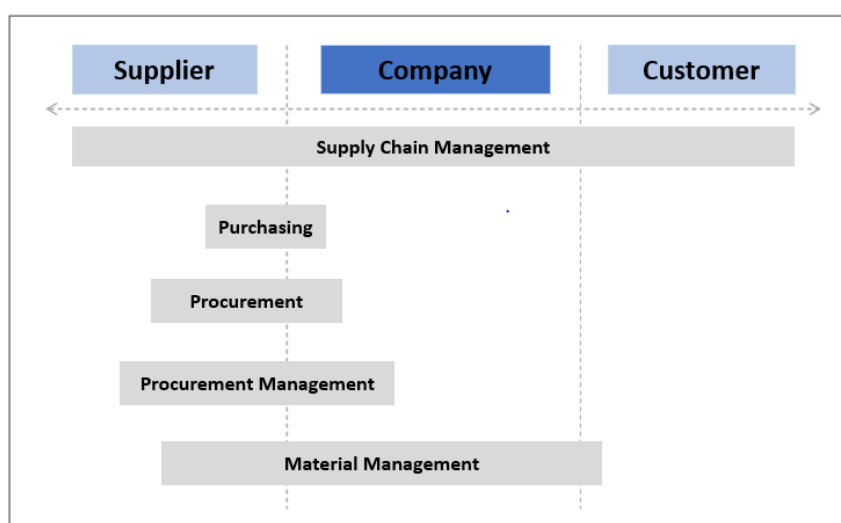 Supplier
Company
Customer
Supply Chain Management
Purchasing
Procurement
Procurement Management
Material Management